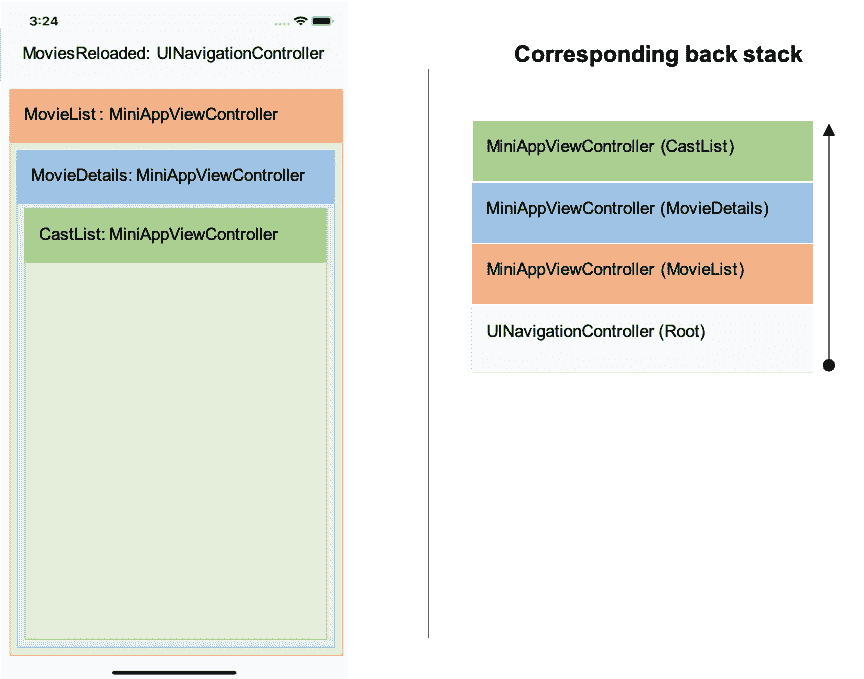 3:24
MoviesReloaded: UINavigationController
MovieList : MiniAppViewController
MovieDetails: MiniAppViewController
CastList: MiniAppViewController
Corresponding back stack
MiniAppViewController (CastList)
MiniAppViewController (MovieDetails)
MiniAppViewController (MovieList)
UINavigationController (Root)